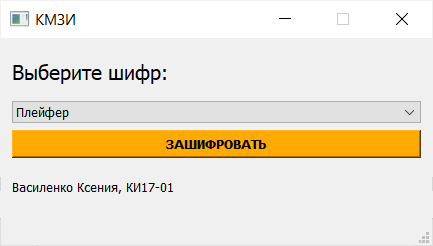 КМЗИ
Выберите шифр:
Плейфер
ЗАШИФРОВАТЬ
Василенко Ксения, КИ17-01